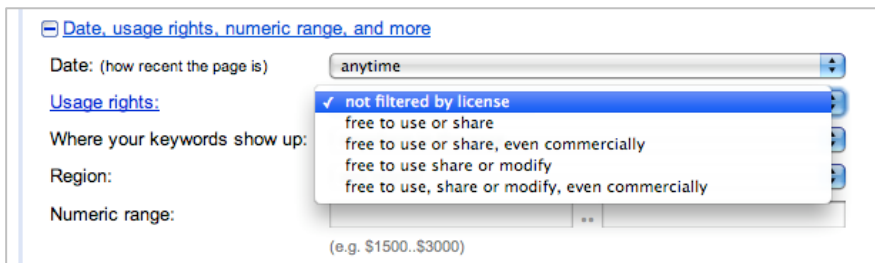 Date, usage rights, numeric range, and more
Date: (how recent the page is) anytime
Usage rights: ✓ not filtered by license
free to use or share
Where your keywords show up: free to use or share, even commercially
free to use share or modify
Region: free to use, share or modify, even commercially
Numeric range: ..
(e.g. $1500..$3000)